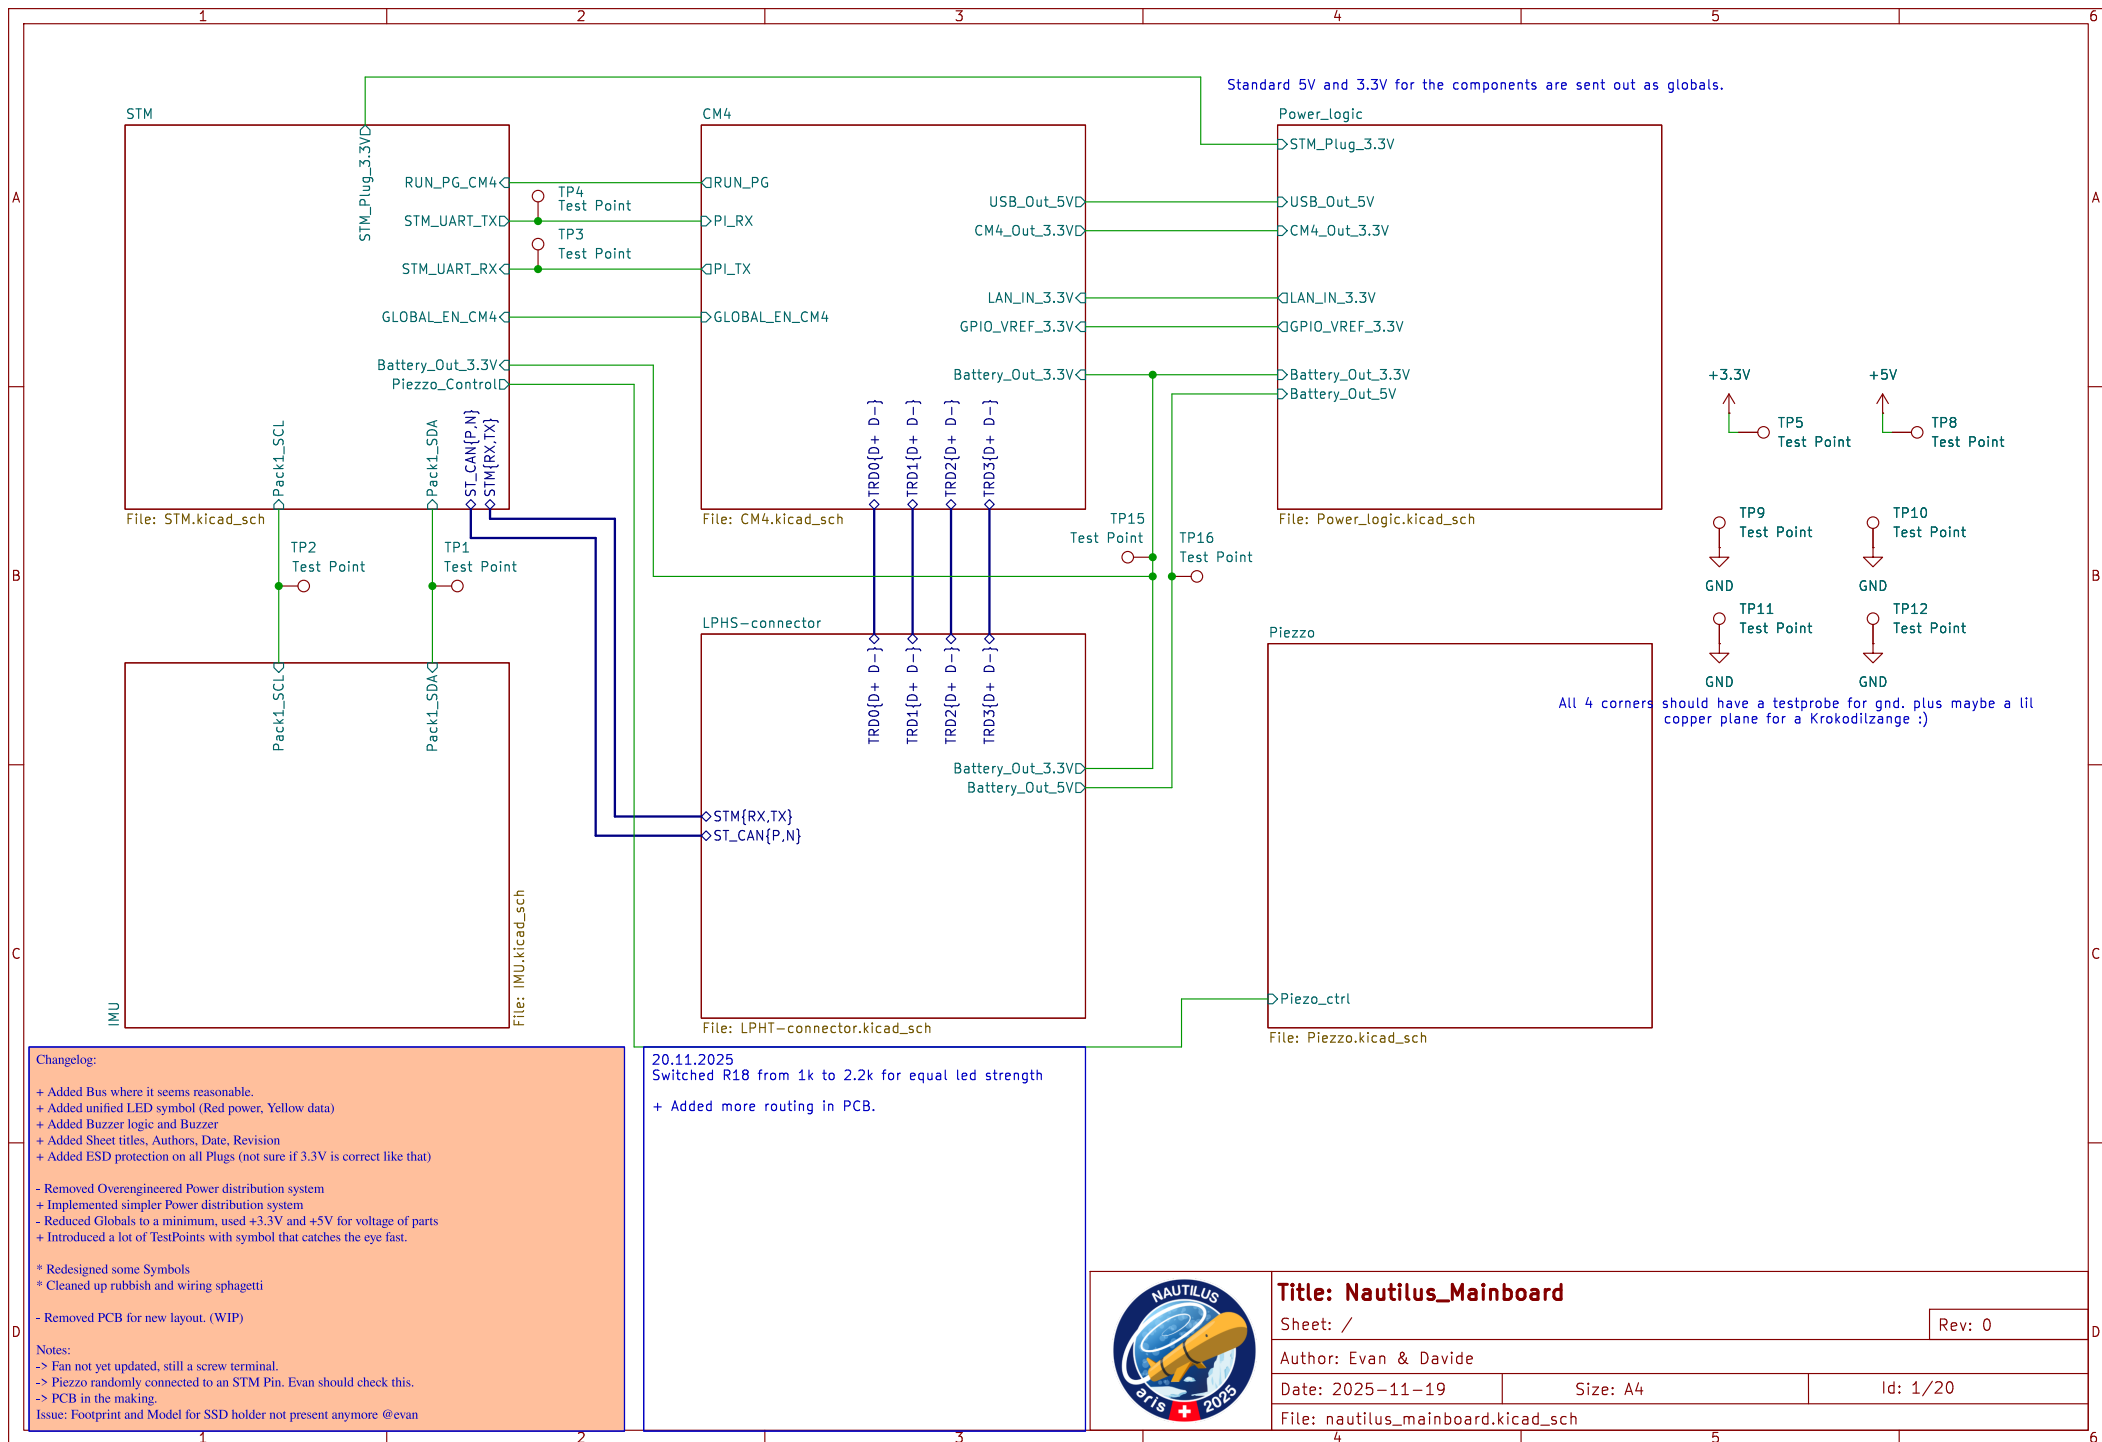 1 2 3 4 5 6
Standard 5V and 3.3V for the components are sent out as globals.
STM
STM_Plug_3.3V
RUN_PG_CM4
STM_UART_TX
STM_UART_RX
GLOBAL_EN_CM4
Battery_Out_3.3V
Piezzo_Control
Pack1_SCL
Pack1_SDA
ST_CAN{P,N}
STM{RX,TX}
File: STM.kicad_sch
TP4
Test Point
TP3
Test Point
CM4
RUN_PG
PI_RX
PI_TX
GLOBAL_EN_CM4
USB_Out_5V
CM4_Out_3.3V
LAN_IN_3.3V
GPIO_VREF_3.3V
Battery_Out_3.3V
TRD0{D+ D-}
TRD1{D+ D-}
TRD2{D+ D-}
TRD3{D+ D-}
File: CM4.kicad_sch
Power_logic
STM_Plug_3.3V
USB_Out_5V
CM4_Out_3.3V
LAN_IN_3.3V
GPIO_VREF_3.3V
Battery_Out_3.3V
Battery_Out_5V
File: Power_logic.kicad_sch
+3.3V
TP5
Test Point
+5V
TP8
Test Point
TP9
Test Point
GND
TP10
Test Point
GND
TP11
Test Point
GND
TP12
Test Point
GND
All 4 corners should have a testprobe for gnd. plus maybe a lil
copper plane for a Krokodilzange :)
TP2
Test Point
TP1
Test Point
TP15
Test Point
TP16
Test Point
IMU
Pack1_SCL
Pack1_SDA
File: IMU.kicad_sch
LPHS-connector
TRD0{D+ D-}
TRD1{D+ D-}
TRD2{D+ D-}
TRD3{D+ D-}
Battery_Out_3.3V
Battery_Out_5V
STM{RX,TX}
ST_CAN{P,N}
File: LPHT-connector.kicad_sch
Piezzo
Piezo_ctrl
File: Piezzo.kicad_sch
Changelog:
+ Added Bus where it seems reasonable.
+ Added unified LED symbol (Red power, Yellow data)
+ Added Buzzer logic and Buzzer
+ Added Sheet titles, Authors, Date, Revision
+ Added ESD protection on all Plugs (not sure if 3.3V is correct like that)
- Removed Overengineered Power distribution system
+ Implemented simpler Power distribution system
- Reduced Globals to a minimum, used +3.3V and +5V for voltage of parts
+ Introduced a lot of TestPoints with symbol that catches the eye fast.
* Redesigned some Symbols
* Cleaned up rubbish and wiring sphagetti
- Removed PCB for new layout. (WIP)
Notes:
-> Fan not yet updated, still a screw terminal.
-> Piezzo randomly connected to an STM Pin. Evan should check this.
-> PCB in the making.
Issue: Footprint and Model for SSD holder not present anymore @evan
20.11.2025
Switched R18 from 1k to 2.2k for equal led strength
+ Added more routing in PCB.
NAUTILUS
aris 2025
Title: Nautilus_Mainboard
Sheet: /
Rev: 0
Author: Evan & Davide
Date: 2025-11-19
Size: A4
Id: 1/20
File: nautilus_mainboard.kicad_sch
A A
B B
C C
D D
1 2 3 4 5 6